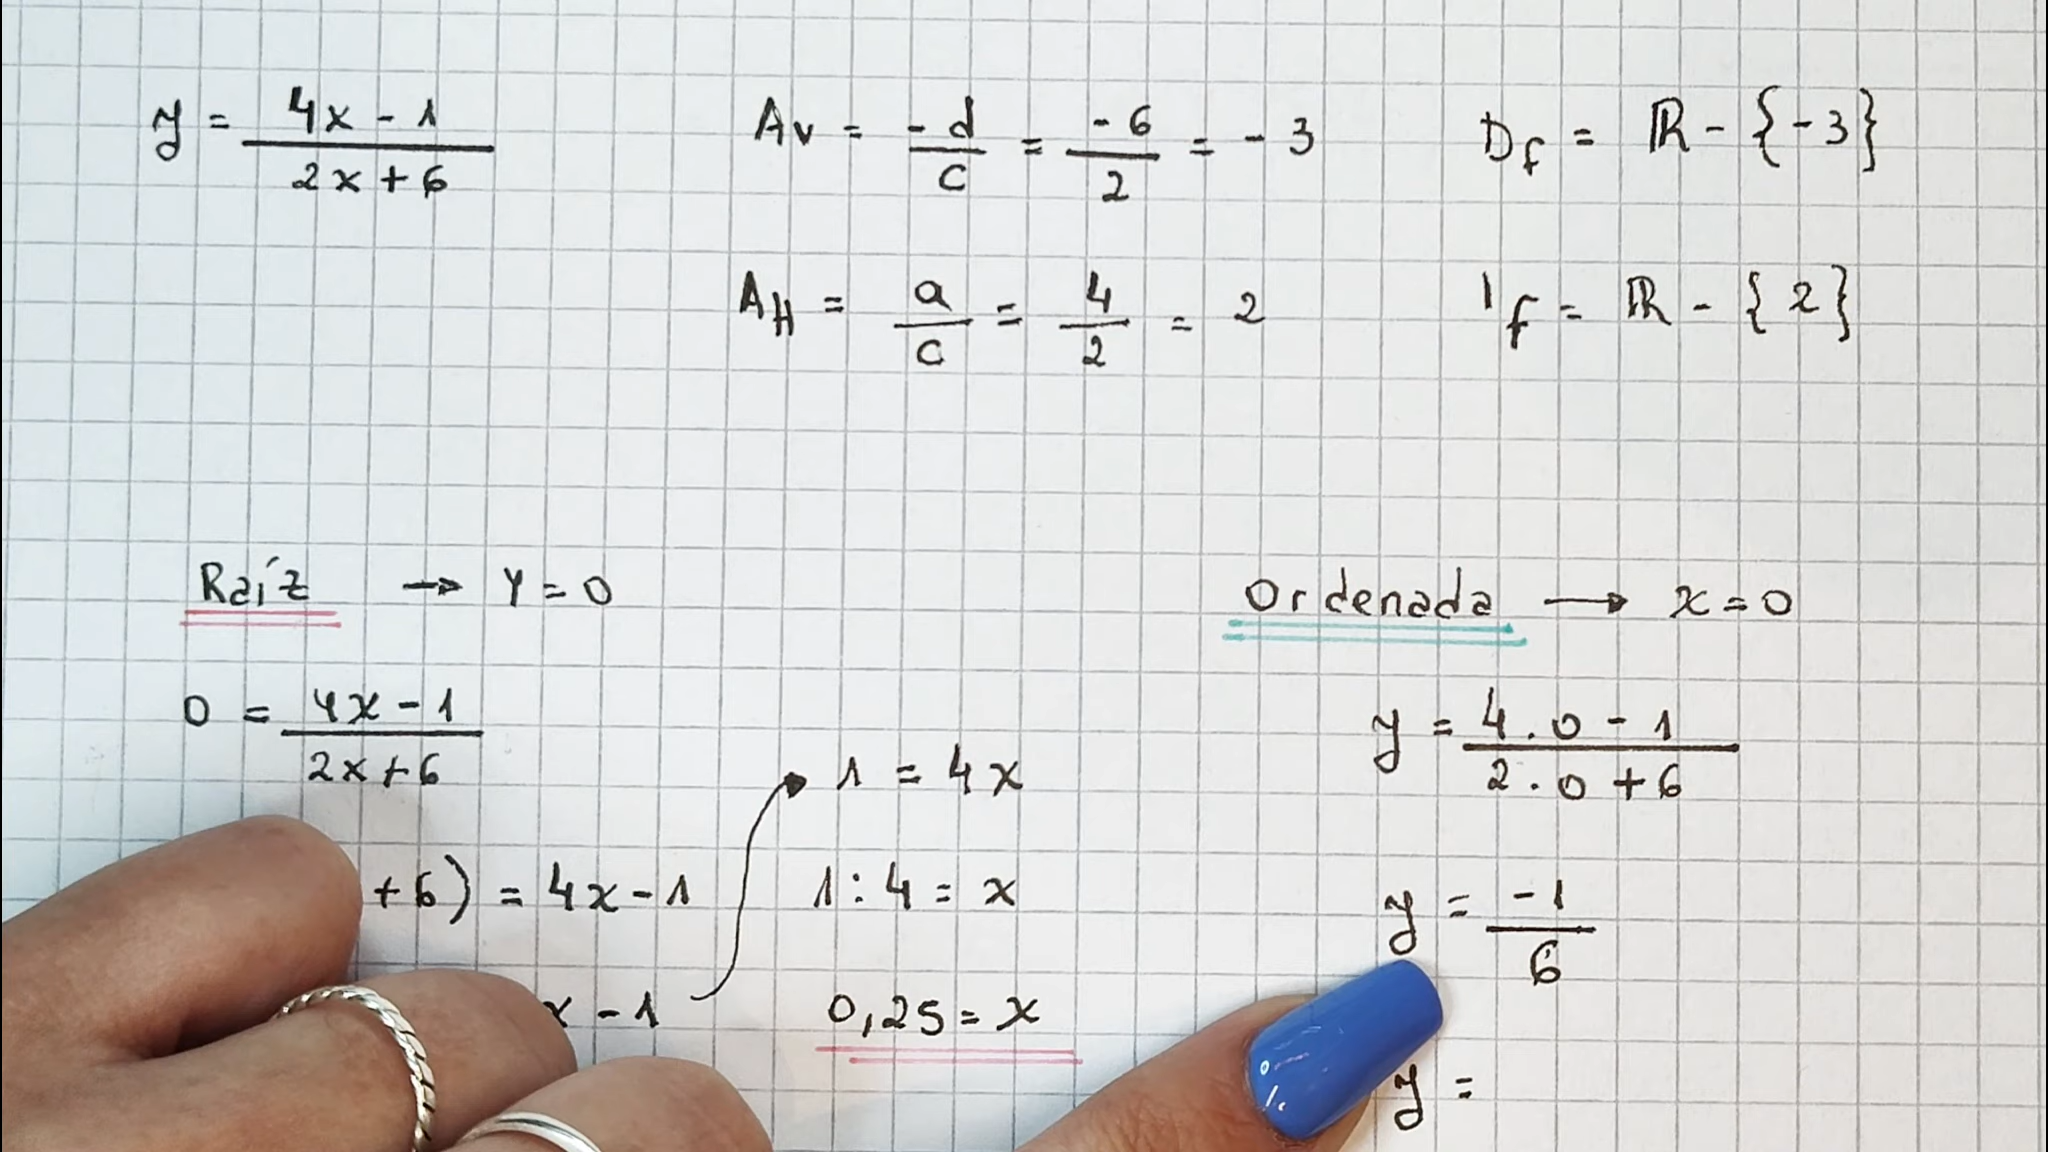 y = (4x - 1)/(2x + 6)
Av = -d/c = -6/2 = -3
Df = ℝ - {-3}
AH = a/c = 4/2 = 2
If = ℝ - {2}
Raíz → Y = 0
0 = (4x - 1)/(2x + 6)
+6) = 4x - 1
x - 1
1 = 4x
1 : 4 = x
0,25 = x
Ordenada → x = 0
y = (4 . 0 - 1)/(2 . 0 + 6)
y = -1/6
y =